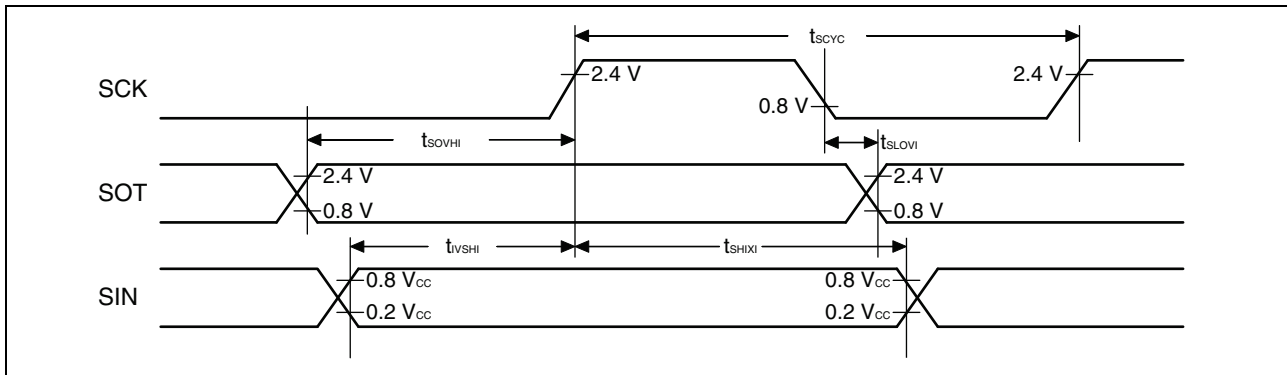 tSCYC
SCK
2.4 V
2.4 V
0.8 V
tSOVHI
tSLOVI
SOT
2.4 V
2.4 V
0.8 V
0.8 V
tIVSHI
tSHIXI
SIN
0.8 VCC
0.8 VCC
0.2 VCC
0.2 VCC